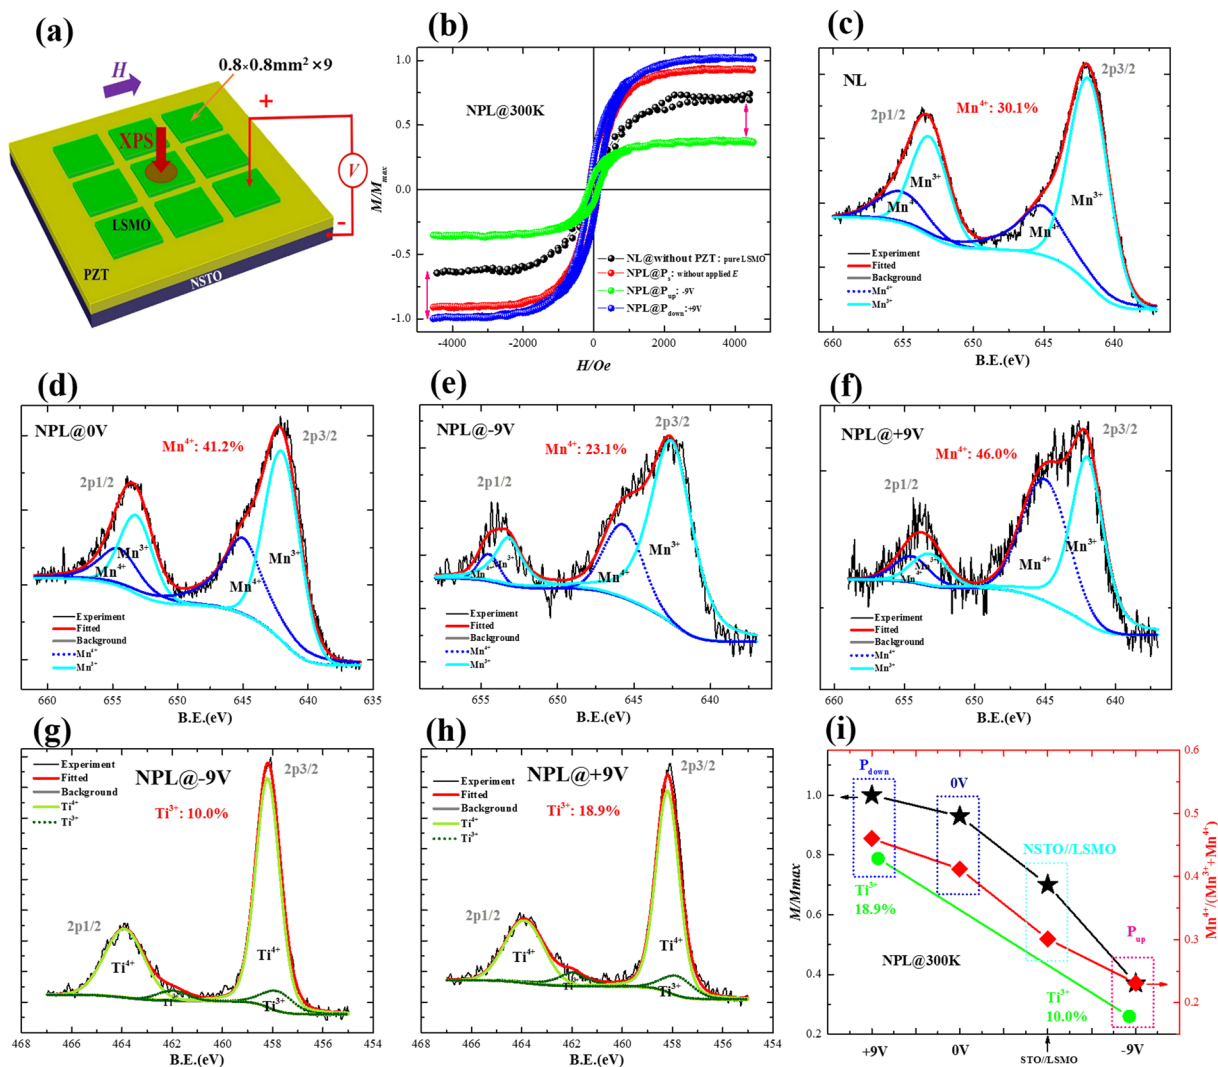 (a)
H
0.8×0.8mm² ×9
+
XPS
V
LSMO
-
PZT
NSTO
(b)
NPL@300K
M/Mmax
1.0
0.5
0.0
-0.5
-1.0
NL@without PZT: pure LSMO
NPL@Pr: without applied E
NPL@Pup: -9V
NPL@Pdown:+9V
-4000 -2000 0 2000 4000
H/Oe
(c)
NL
2p3/2
2p1/2
Mn4+: 30.1%
Mn3+
Mn4+
Mn3+
Mn4+
Experiment
Fitted
Background
Mn4+
Mn3+
660 655 650 645 640
B.E.(eV)
(d)
NPL@0V
2p3/2
Mn4+: 41.2%
2p1/2
Mn3+
Mn4+
Mn3+
Mn4+
Experiment
Fitted
Background
Mn4+
Mn3+
660 655 650 645 640 635
B.E.(eV)
(e)
NPL@-9V
2p3/2
Mn4+: 23.1%
2p1/2
Mn3+
Mn
Mn3+
Mn4+
Experiment
Fitted
Background
Mn4+
Mn3+
655 650 645 640
B.E.(eV)
(f)
NPL@+9V
2p3/2
Mn4+: 46.0%
2p1/2
Mn3+
Mn
Mn3+
Mn4+
Experiment
Fitted
Background
Mn4+
Mn3+
660 655 650 645 640
B.E.(eV)
(g)
Experiment
Fitted
Background
Ti4+
Ti3+
NPL@-9V
2p3/2
Ti3+: 10.0%
2p1/2
Ti4+
Ti4+
Ti
Ti3+
468 466 464 462 460 458 456 454
B.E.(eV)
(h)
Experiment
Fitted
Background
Ti4+
Ti3+
NPL@+9V
2p3/2
Ti3+: 18.9%
2p1/2
Ti4+
Ti4+
Ti
Ti3+
468 466 464 462 460 458 456 454
B.E.(eV)
(i)
M/Mmax
1.0
0.8
0.6
0.4
0.2
Pdown
0V
NSTO//LSMO
Pup
Ti3+
18.9%
NPL@300K
Ti3+
10.0%
0.6
0.5
0.4
0.3
0.2
Mn4+/(Mn3++Mn4+)
+9V 0V STO//LSMO -9V